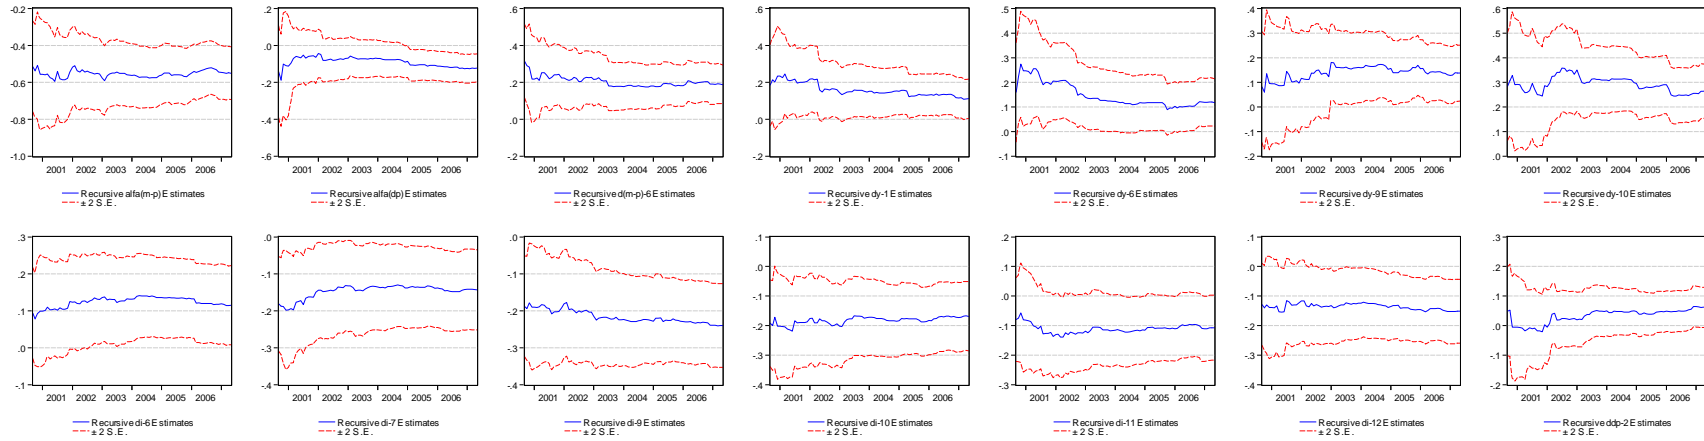 -0.2
-0.4
-0.6
-0.8
-1.0
2001 2002 2003 2004 2005 2006
Recursive alfa(m-p) Estimates
± 2 S.E.
.2
.0
-.2
-.4
-.6
2001 2002 2003 2004 2005 2006
Recursive alfa(dp) Estimates
± 2 S.E.
.6
.4
.2
.0
-.2
2001 2002 2003 2004 2005 2006
Recursive d(m-p)-6 Estimates
± 2 S.E.
.6
.4
.2
.0
-.2
2001 2002 2003 2004 2005 2006
Recursive dy-1 Estimates
± 2 S.E.
.5
.4
.3
.2
.1
.0
-.1
2001 2002 2003 2004 2005 2006
Recursive dy-6 Estimates
± 2 S.E.
.4
.3
.2
.1
.0
-.1
-.2
2001 2002 2003 2004 2005 2006
Recursive dy-9 Estimates
± 2 S.E.
.6
.5
.4
.3
.2
.1
.0
2001 2002 2003 2004 2005 2006
Recursive dy-10 Estimates
± 2 S.E.
.3
.2
.1
.0
-.1
2001 2002 2003 2004 2005 2006
Recursive di-6 Estimates
± 2 S.E.
.0
-.1
-.2
-.3
-.4
2001 2002 2003 2004 2005 2006
Recursive di-7 Estimates
± 2 S.E.
.0
-.1
-.2
-.3
-.4
2001 2002 2003 2004 2005 2006
Recursive di-9 Estimates
± 2 S.E.
.1
.0
-.1
-.2
-.3
-.4
2001 2002 2003 2004 2005 2006
Recursive di-10 Estimates
± 2 S.E.
.2
.1
.0
-.1
-.2
-.3
2001 2002 2003 2004 2005 2006
Recursive di-11 Estimates
± 2 S.E.
.1
.0
-.1
-.2
-.3
-.4
2001 2002 2003 2004 2005 2006
Recursive di-12 Estimates
± 2 S.E.
.3
.2
.1
.0
-.1
-.2
2001 2002 2003 2004 2005 2006
Recursive ddp-2 Estimates
± 2 S.E.